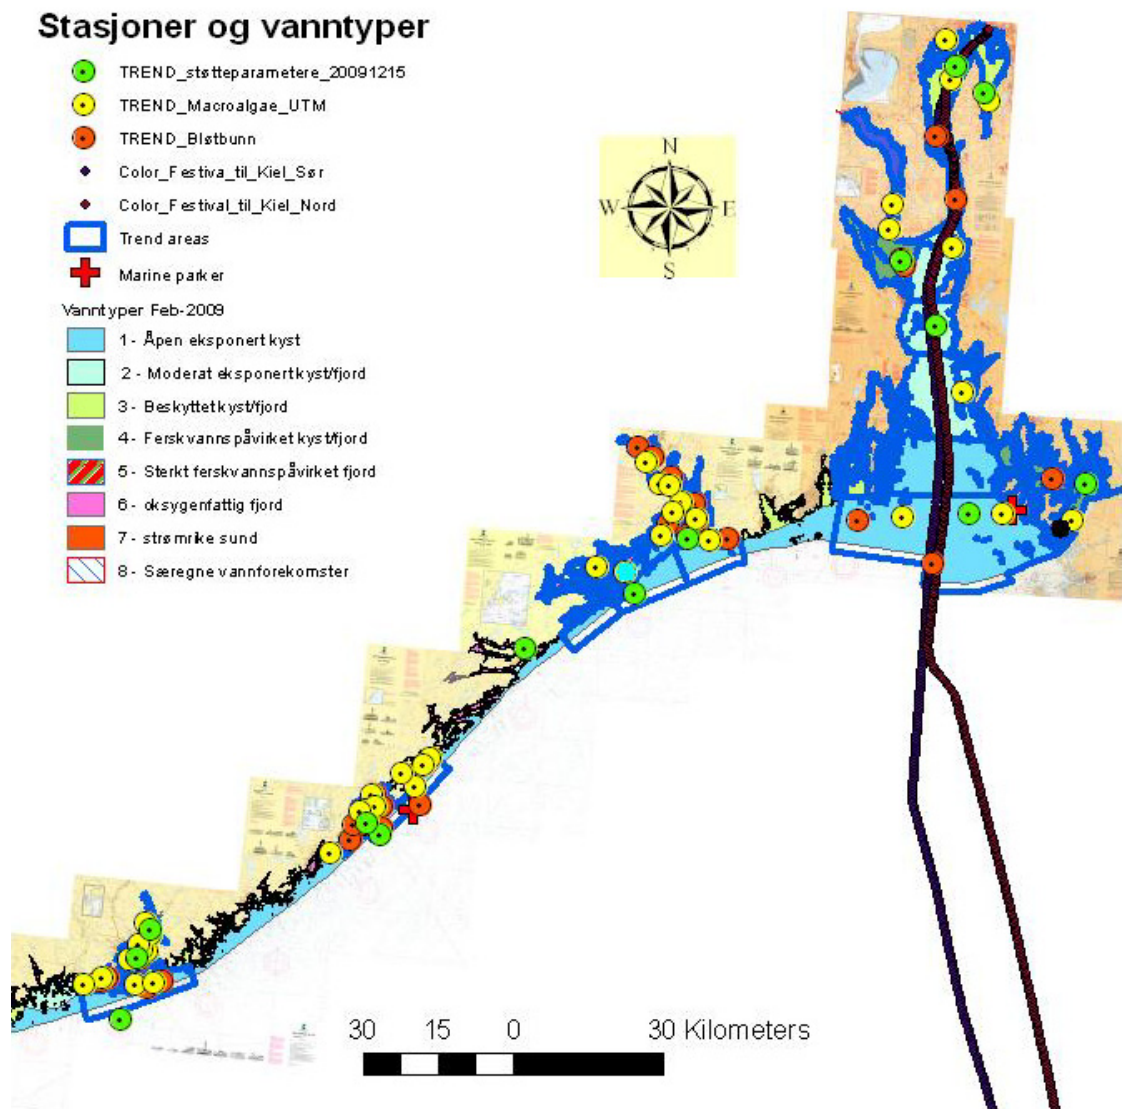 Stasjoner og vanntyper
TREND_støtteparametere_20091215
TREND_Macroalgae_UTM
TREND_Bløtbunn
Color_Festiva_til_Kiel_Sør
Color_Festival_til_Kiel_Nord
Trend areas
Marine parker
Vanntyper Feb-2009
1 - Åpen eksponert kyst
2 - Moderat eksponert kyst/fjord
3 - Beskyttet kyst/fjord
4 - Ferskvannspåvirket kyst/fjord
5 - Sterkt ferskvannspåvirket fjord
6 - oksygenfattig fjord
7 - strømrike sund
8 - Særegne vannforekomster
N
W E
S
30 15 0 30 Kilometers